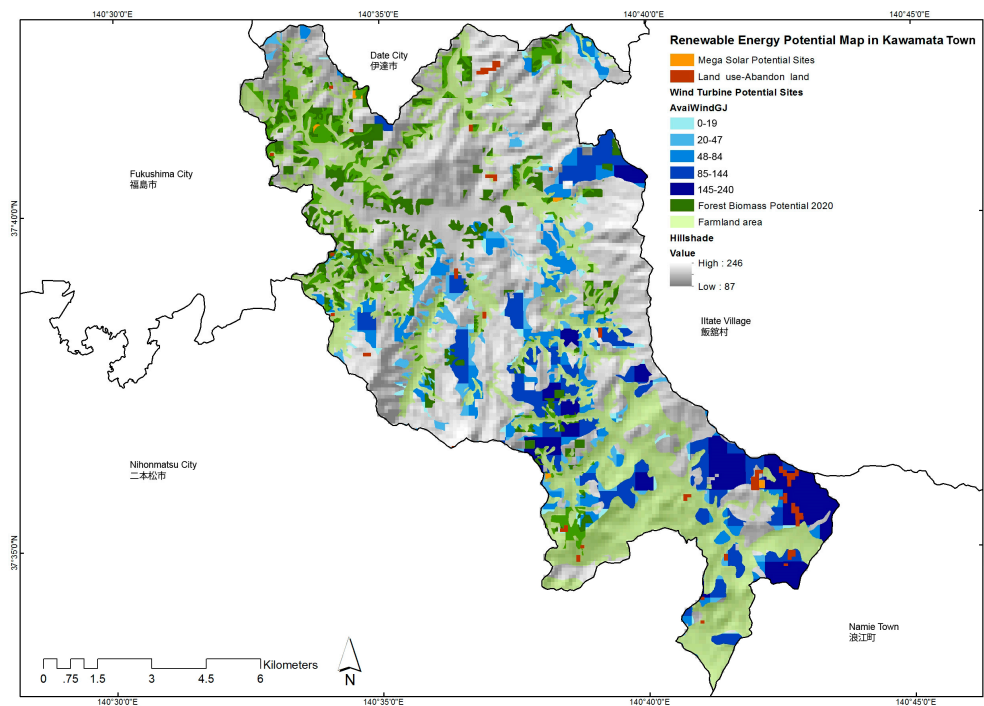 140°30'0"E
140°35'0"E
140°40'0"E
140°45'0"E
Renewable Energy Potential Map in Kawamata Town
Mega Solar Potential Sites
Land use-Abandon land
Wind Turbine Potential Sites
AvaiWindGJ
0-19
20-47
48-84
85-144
145-240
Forest Biomass Potential 2020
Farmland area
Hillshade
Value
High : 246
Low : 87
Date City
伊達市
Fukushima City
福島市
37°40'0"N
IItate Village
飯舘村
Nihonmatsu City
二本松市
37°35'0"N
Namie Town
浪江町
Kilometers
0 .75 1.5 3 4.5 6
N
140°30'0"E
140°35'0"E
140°40'0"E
140°45'0"E